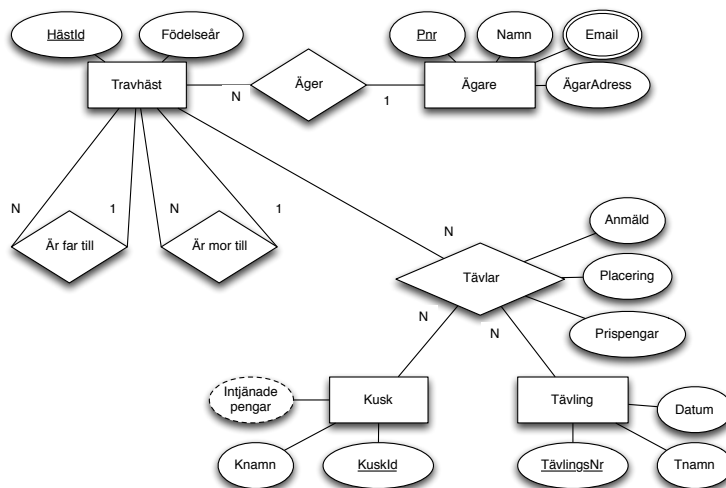 HästId
Födelseår
Pnr
Namn
Email
Travhäst
N
Äger
1
Ägare
ÄgarAdress
N
1
N
1
Är far till
Är mor till
N
Tävlar
Anmäld
Placering
Prispengar
N
N
Intjänade
pengar
Kusk
Tävling
Datum
Knamn
KuskId
TävlingsNr
Tnamn